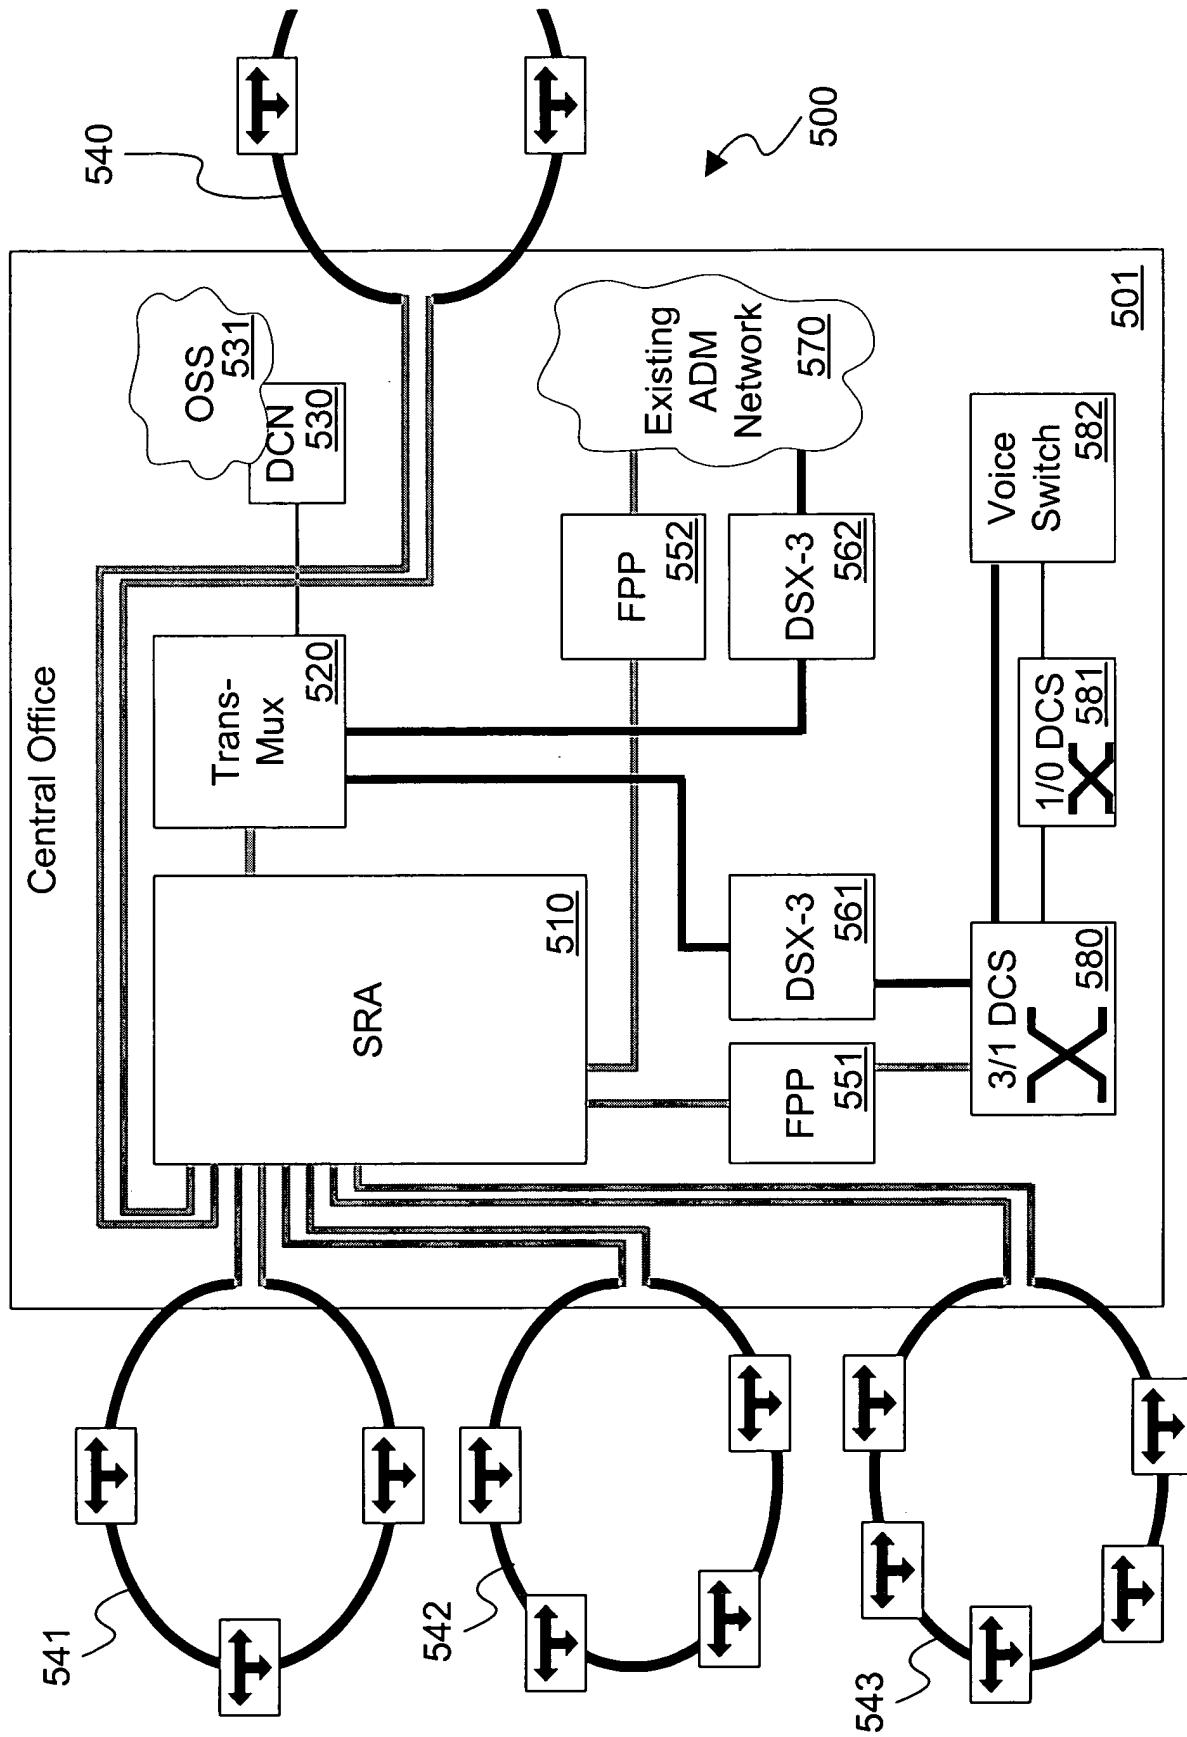 Central Office
540
OSS
531
DCN
530
Trans-
Mux
520
SRA
510
541
FPP
552
Existing
ADM
Network
570
DSX-3
562
500
542
FPP
551
DSX-3
561
3/1 DCS
580
1/0 DCS
581
Voice
Switch
582
501
543